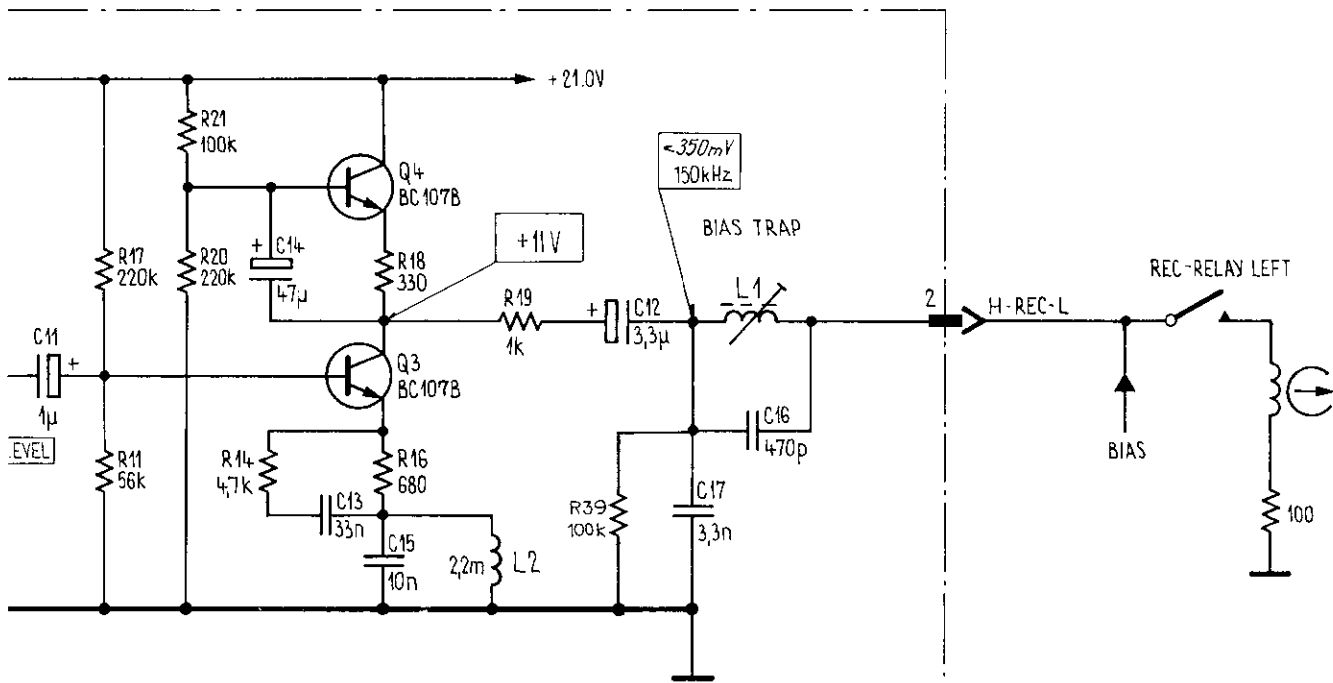 +21.0V
R21
100k
Q4
BC107B
<350mV
150kHz
BIAS TRAP
R17
220k
R20
220k
+ C14
47µ
R18
330
+11V
L1
REC-RELAY LEFT
C11
+
1µ
R19
1k
+
C12
3,3µ
2
H-REC-L
Q3
BC107B
LEVEL
R11
56k
R14
4,7k
R16
680
C13
33n
C15
10n
2,2m
L2
R39
100k
C16
470p
C17
3,3n
BIAS
100